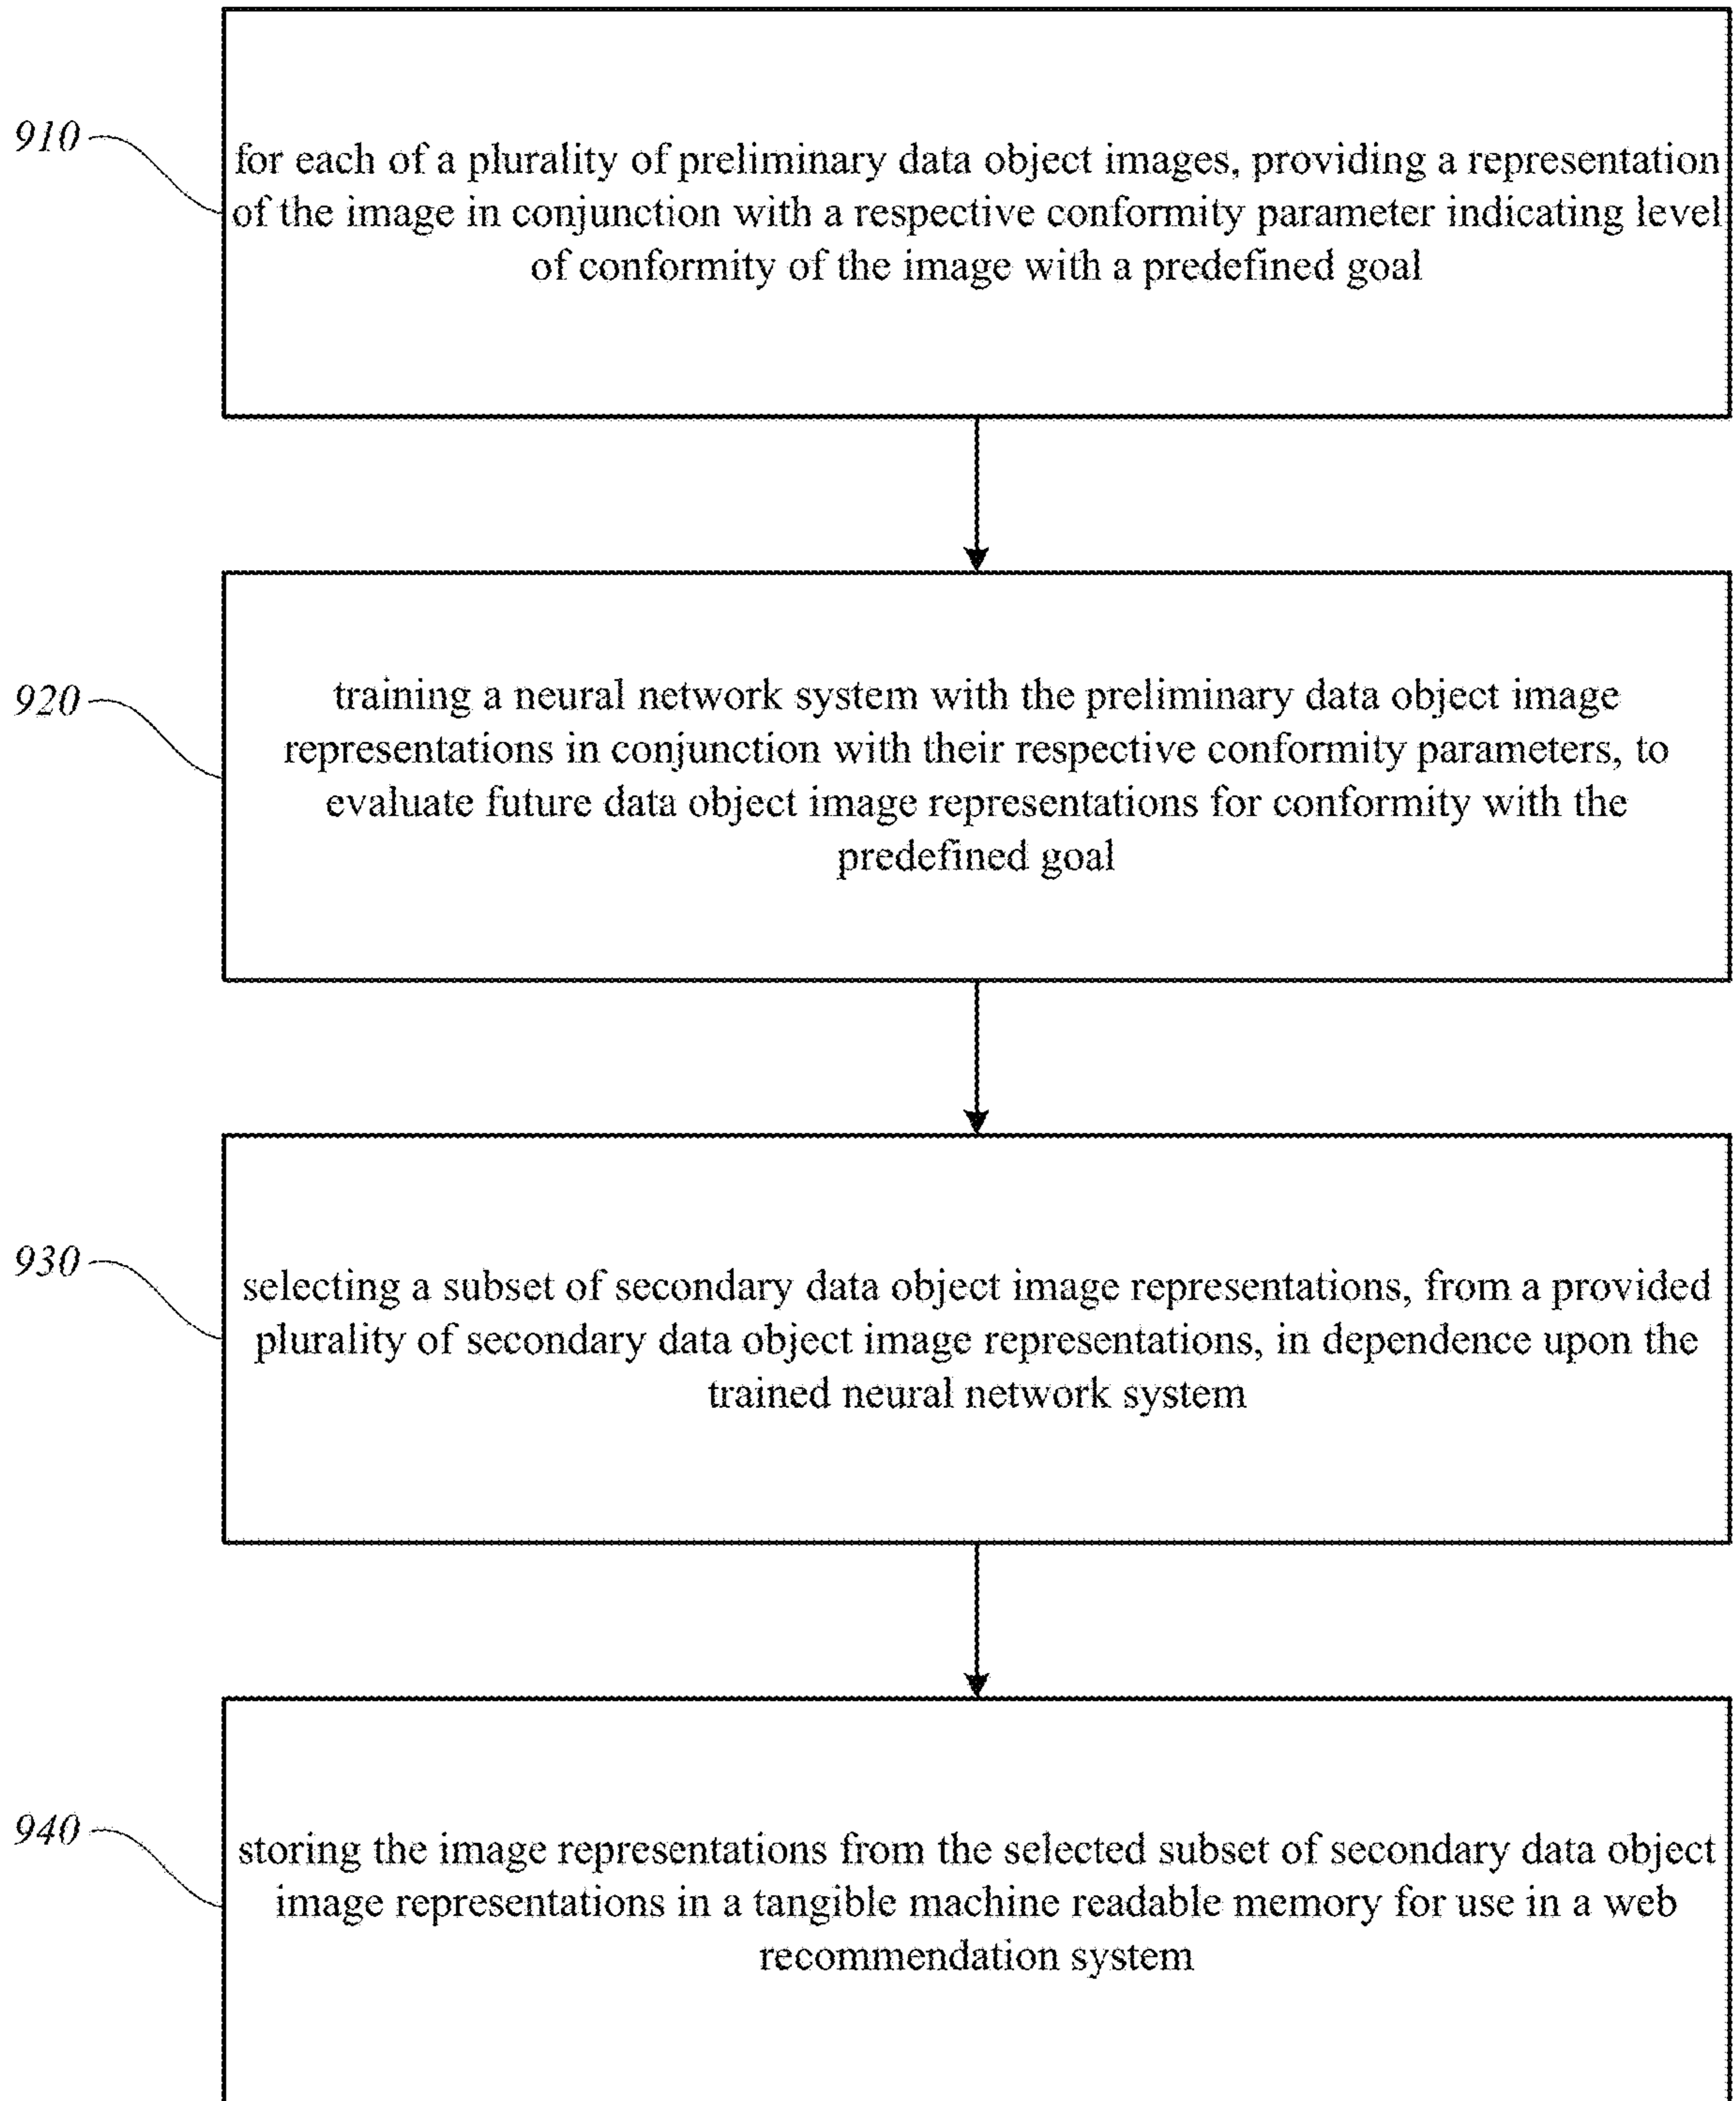 910
for each of a plurality of preliminary data object images, providing a representation
of the image in conjunction with a respective conformity parameter indicating level
of conformity of the image with a predefined goal
920
training a neural network system with the preliminary data object image
representations in conjunction with their respective conformity parameters, to
evaluate future data object image representations for conformity with the
predefined goal
930
selecting a subset of secondary data object image representations, from a provided
plurality of secondary data object image representations, in dependence upon the
trained neural network system
940
storing the image representations from the selected subset of secondary data object
image representations in a tangible machine readable memory for use in a web
recommendation system